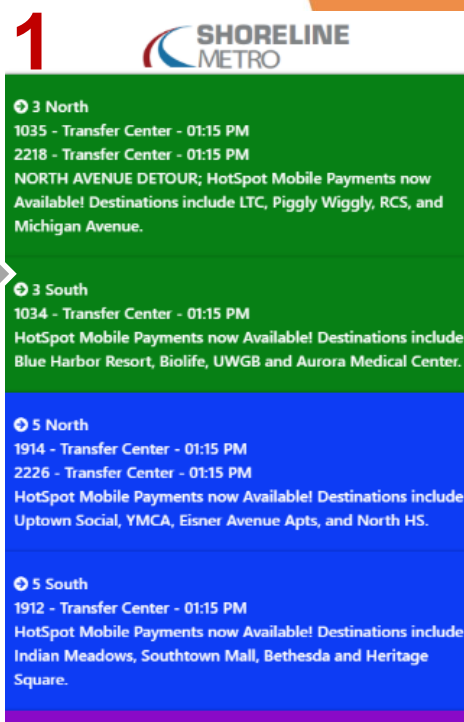 1
SHORELINE
METRO
3 North
1035 - Transfer Center - 01:15 PM
2218 - Transfer Center - 01:15 PM
NORTH AVENUE DETOUR; HotSpot Mobile Payments now
Available! Destinations include LTC, Piggly Wiggly, RCS, and
Michigan Avenue.
3 South
1034 - Transfer Center - 01:15 PM
HotSpot Mobile Payments now Available! Destinations include
Blue Harbor Resort, Biolife, UWGB and Aurora Medical Center.
5 North
1914 - Transfer Center - 01:15 PM
2226 - Transfer Center - 01:15 PM
HotSpot Mobile Payments now Available! Destinations include
Uptown Social, YMCA, Eisner Avenue Apts, and North HS.
5 South
1912 - Transfer Center - 01:15 PM
HotSpot Mobile Payments now Available! Destinations include
Indian Meadows, Southtown Mall, Bethesda and Heritage
Square.